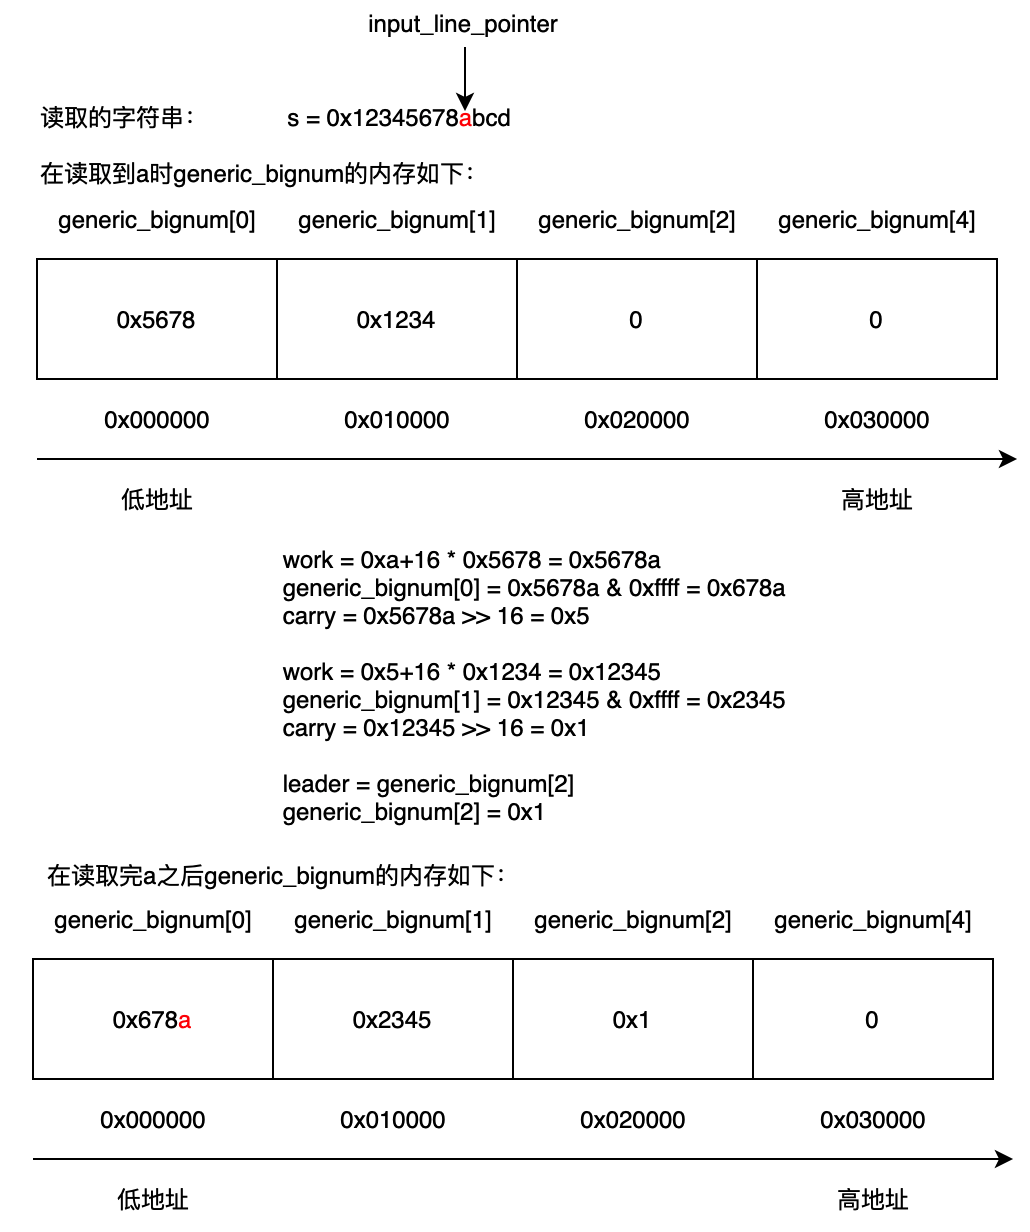 input_line_pointer
读取的字符串： s = 0x12345678abcd
在读取到a时generic_bignum的内存如下：
generic_bignum[0] generic_bignum[1] generic_bignum[2] generic_bignum[4]
0x5678 0x1234 0 0
0x000000 0x010000 0x020000 0x030000
低地址 高地址
work = 0xa+16 * 0x5678 = 0x5678a
generic_bignum[0] = 0x5678a & 0xffff = 0x678a
carry = 0x5678a >> 16 = 0x5
work = 0x5+16 * 0x1234 = 0x12345
generic_bignum[1] = 0x12345 & 0xffff = 0x2345
carry = 0x12345 >> 16 = 0x1
leader = generic_bignum[2]
generic_bignum[2] = 0x1
在读取完a之后generic_bignum的内存如下：
generic_bignum[0] generic_bignum[1] generic_bignum[2] generic_bignum[4]
0x678a 0x2345 0x1 0
0x000000 0x010000 0x020000 0x030000
低地址 高地址